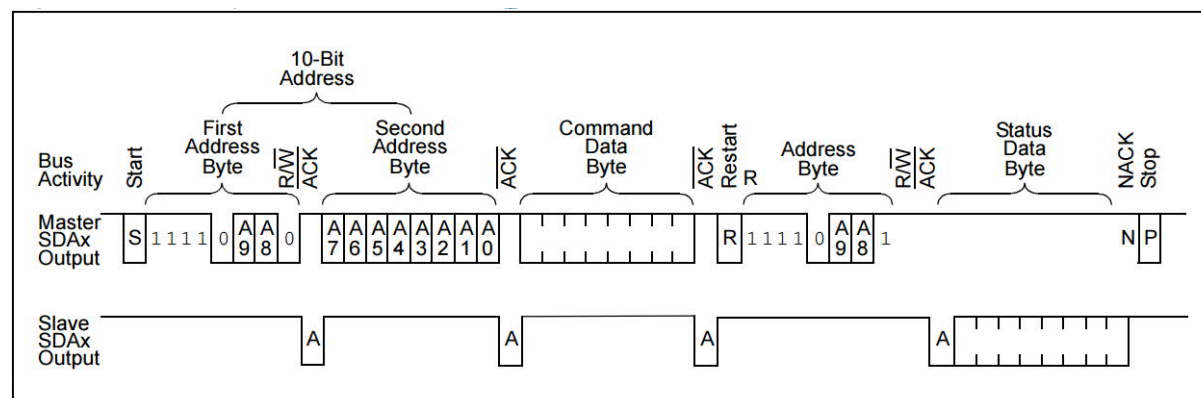 10-Bit
Address
First
Address
Byte
Second
Address
Byte
Command
Data
Byte
Address
Byte
Status
Data
Byte
Bus
Activity
Start
R/W
ACK
ACK
ACK
Restart
R
R/W
ACK
NACK
Stop
Master
SDAx
Output
S 1 1 1 1 0 A9 A8 0 A7 A6 A5 A4 A3 A2 A1 A0 R 1 1 1 1 0 A9 A8 1 N P
Slave
SDAx
Output
A A A A